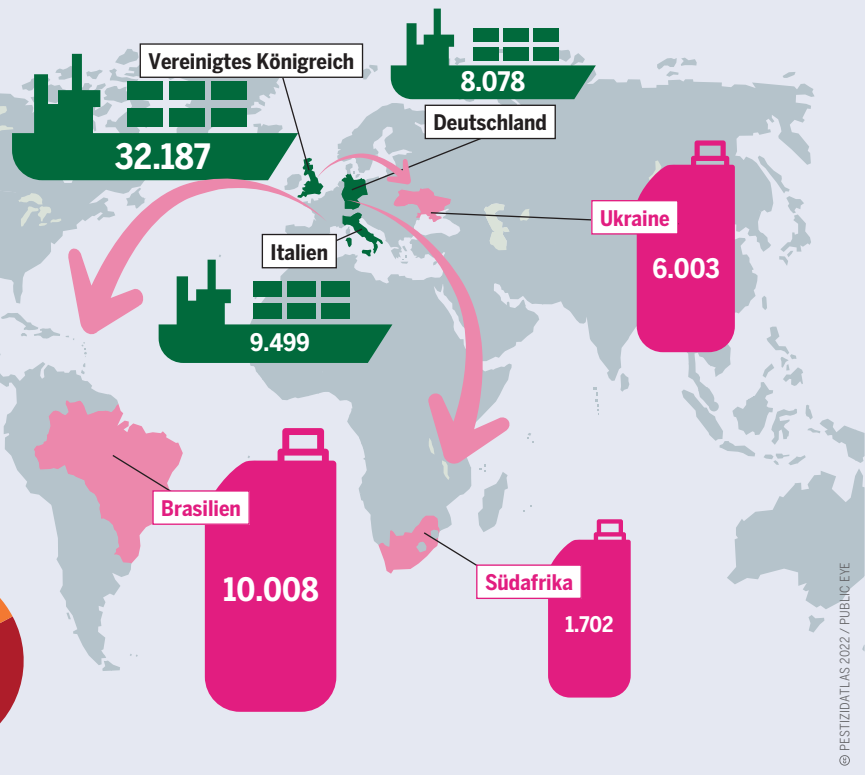 Vereinigtes Königreich
32.187
8.078
Deutschland
Italien
9.499
Ukraine
6.003
Brasilien
10.008
Südafrika
1.702
PESTIZIDATLAS 2022 / PUBLIC EYE